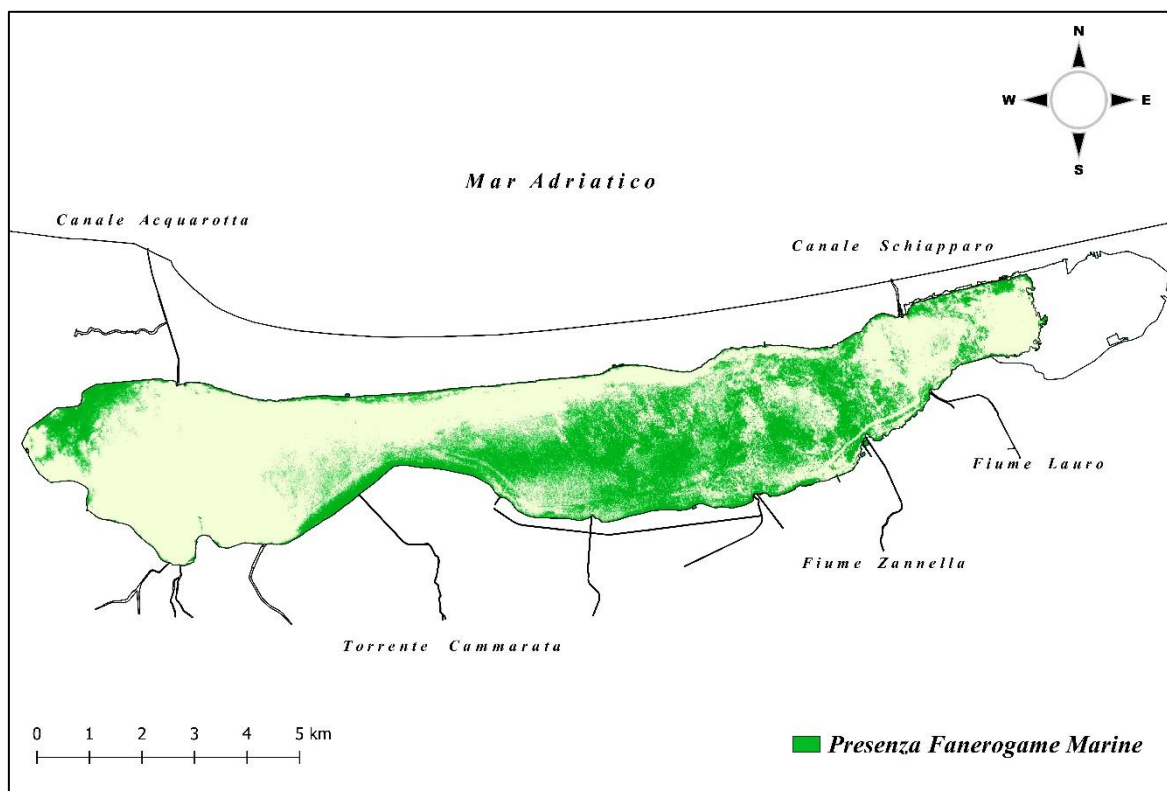 N
W E
S
Mar Adriatico
Canale Acquarotta
Canale Schiapparo
Fiume Lauro
Fiume Zannella
Torrente Cammarata
0 1 2 3 4 5 km
Presenza Fanerogame Marine